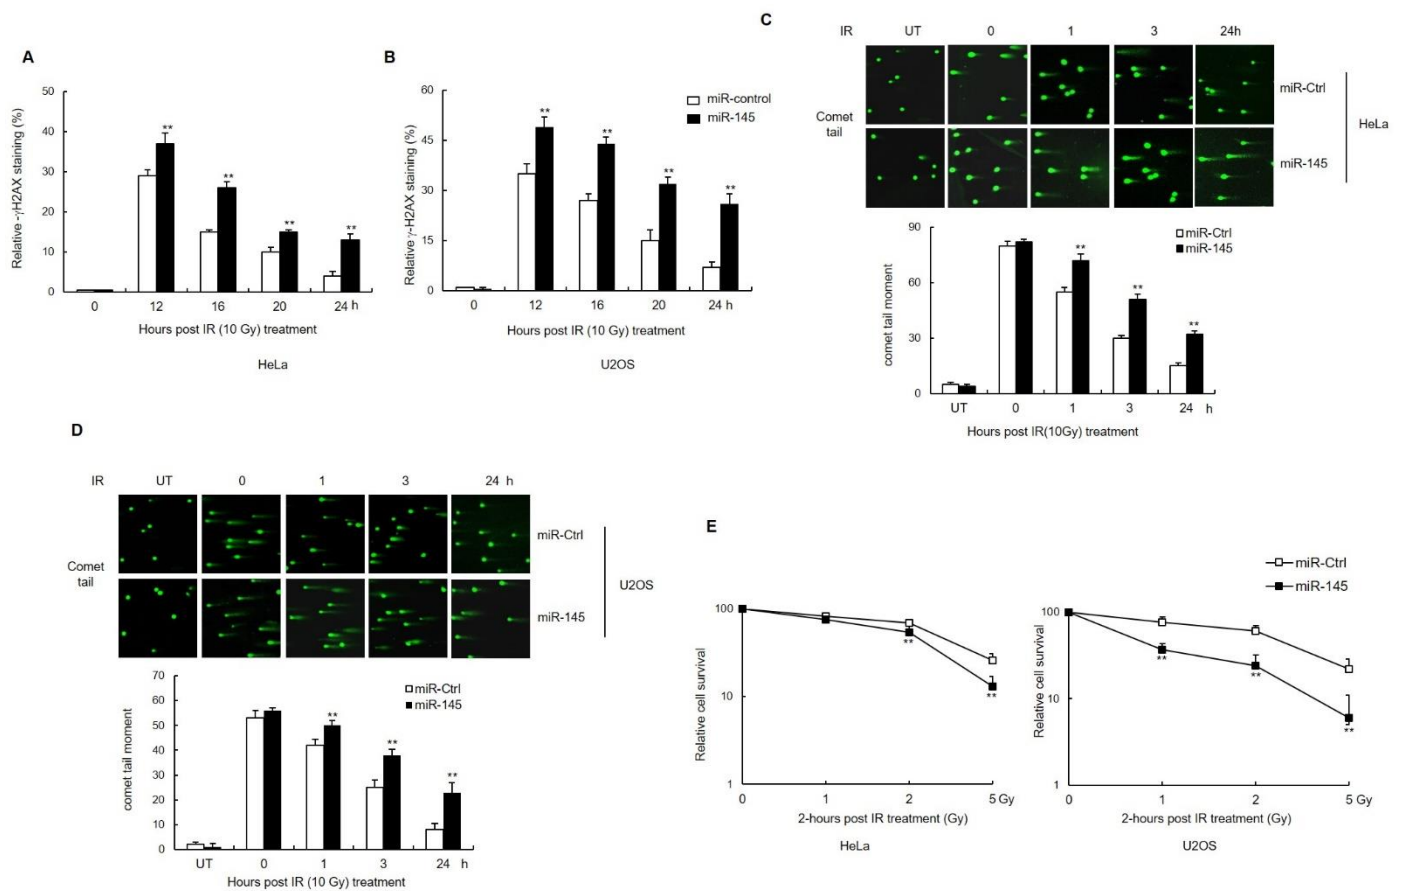 A
Relative -γH2AX staining (%)
50
40
30
20
10
0
**
**
**
**
0 12 16 20 24 h
Hours post IR (10 Gy) treatment
HeLa
B
Relative γ-H2AX staining (%)
60
45
30
15
0
**
**
**
**
miR-control
miR-145
0 12 16 20 24 h
Hours post IR (10 Gy) treatment
U2OS
C
IR UT 0 1 3 24h
Comet
tail
miR-Ctrl
miR-145
HeLa
comet tail moment
90
60
30
0
miR-Ctrl
miR-145
**
**
**
UT 0 1 3 24 h
Hours post IR(10Gy) treatment
D
IR UT 0 1 3 24 h
Comet
tail
miR-Ctrl
miR-145
U2OS
comet tail moment
70
60
50
40
30
20
10
0
miR-Ctrl
miR-145
**
**
**
UT 0 1 3 24 h
Hours post IR (10 Gy) treatment
E
miR-Ctrl
miR-145
Relative cell survival
100
10
1
**
**
0 1 2 5 Gy
2-hours post IR treatment (Gy)
HeLa
Relative cell survival
100
10
1
**
**
**
0 1 2 5 Gy
2-hours post IR treatment (Gy)
U2OS